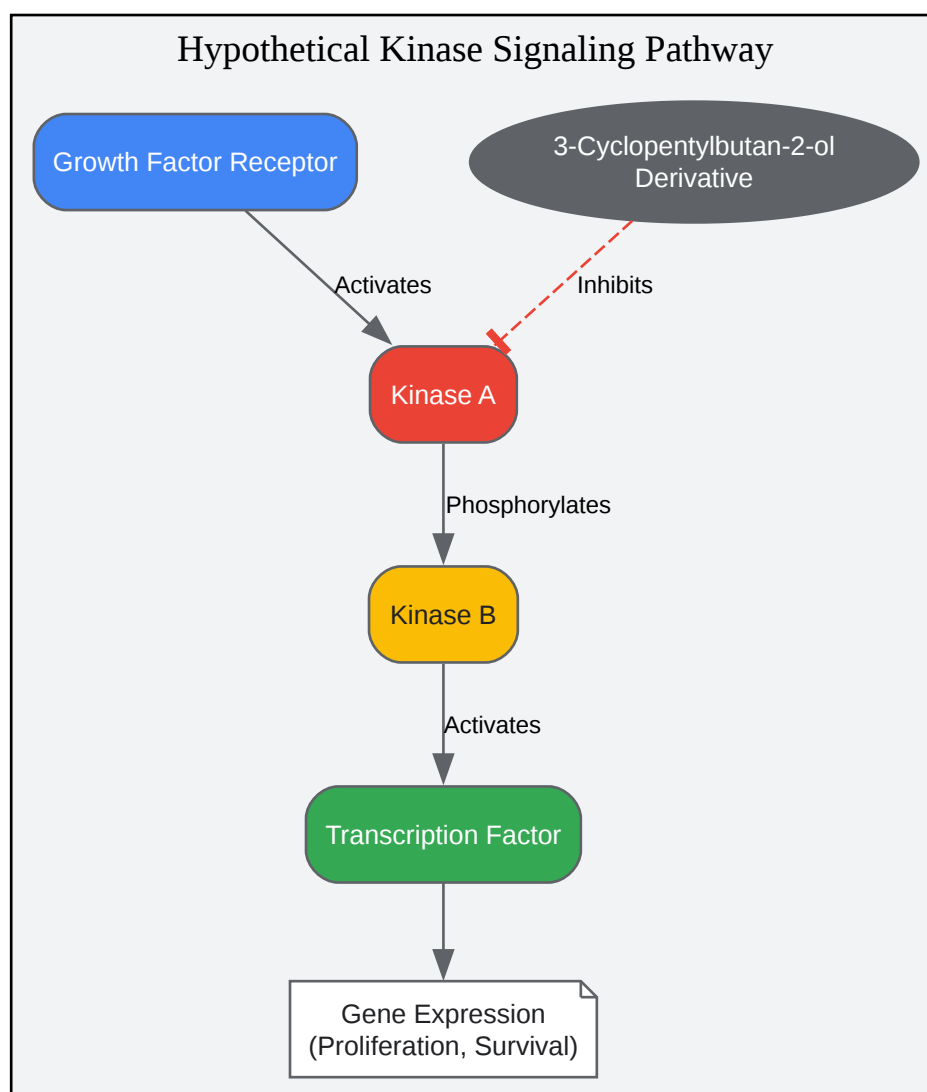 Hypothetical Kinase Signaling Pathway
Growth Factor Receptor
3-Cyclopentylbutan-2-ol
Derivative
Activates
Inhibits
Kinase A
Phosphorylates
Kinase B
Activates
Transcription Factor
Gene Expression
(Proliferation, Survival)